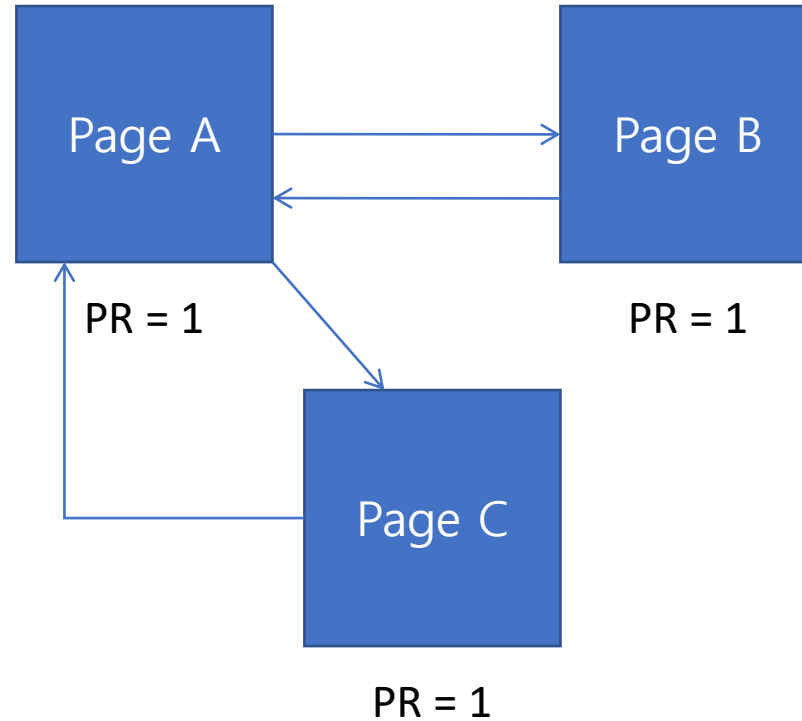 Page A
Page B
PR = 1
PR = 1
Page C
PR = 1